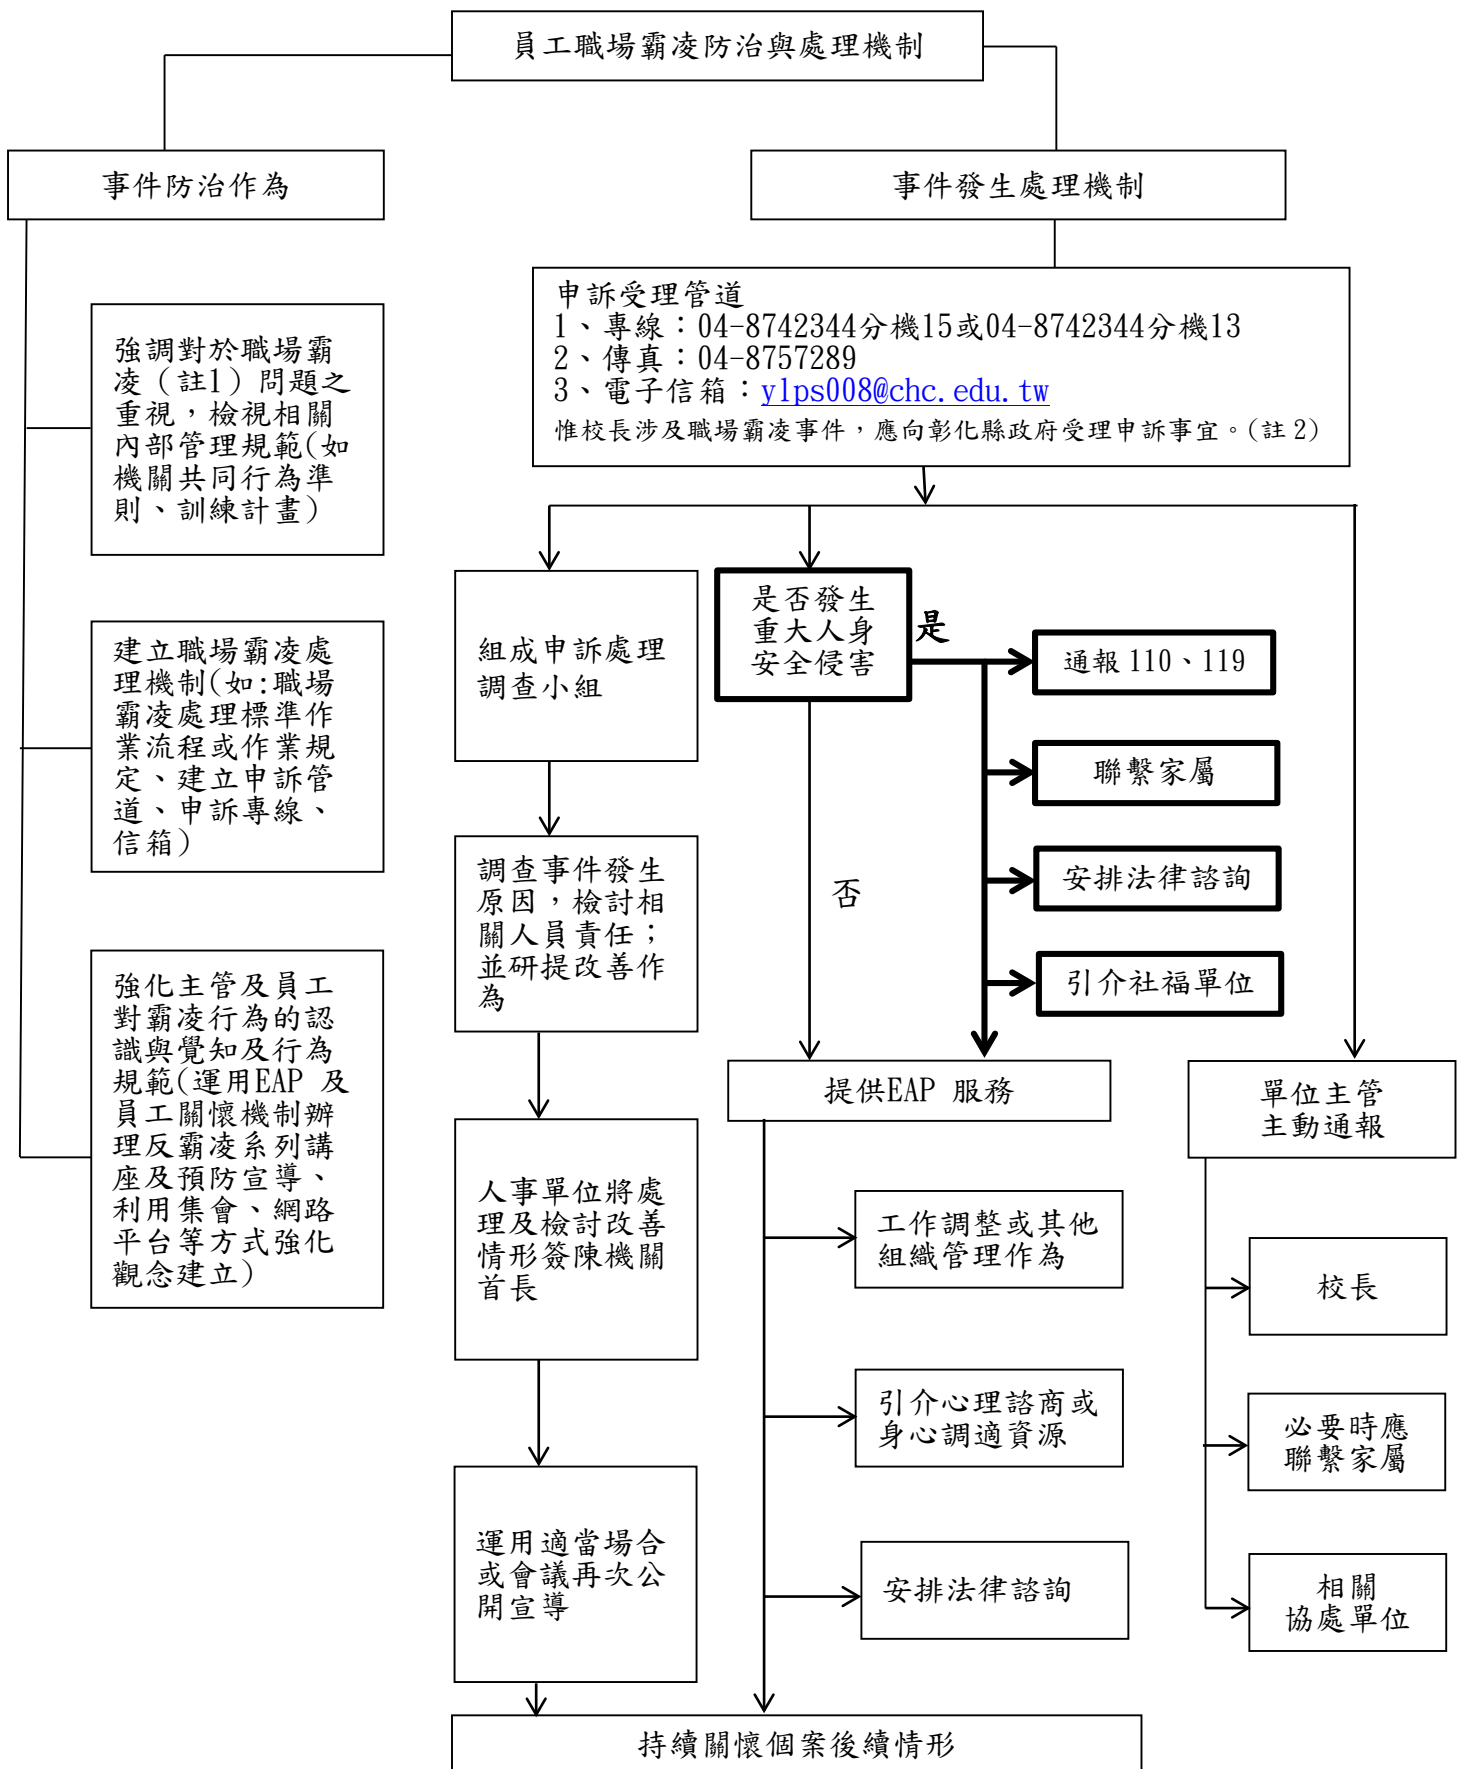 員工職場霸凌防治與處理機制
事件防治作為
強調對於職場霸
凌（註1）問題之
重視，檢視相關
內部管理規範(如
機關共同行為準
則、訓練計畫)
建立職場霸凌處
理機制(如:職場
霸凌處理標準作
業流程或作業規
定、建立申訴管
道、申訴專線、
信箱)
強化主管及員工
對霸凌行為的認
識與覺知及行為
規範(運用EAP 及
員工關懷機制辦
理反霸凌系列講
座及預防宣導、
利用集會、網路
平台等方式強化
觀念建立)
事件發生處理機制
申訴受理管道
1、專線：04-8742344分機15或04-8742344分機13
2、傳真：04-8757289
3、電子信箱：ylps008@chc.edu.tw
惟校長涉及職場霸凌事件，應向彰化縣政府受理申訴事宜。(註 2)
組成申訴處理
調查小組
調查事件發生
原因，檢討相
關人員責任；
並研提改善作
為
人事單位將處
理及檢討改善
情形簽陳機關
首長
運用適當場合
或會議再次公
開宣導
是否發生
重大人身
安全侵害
是
否
通報 110、119
聯繫家屬
安排法律諮詢
引介社福單位
提供EAP 服務
工作調整或其他
組織管理作為
引介心理諮商或
身心調適資源
安排法律諮詢
單位主管
主動通報
校長
必要時應
聯繫家屬
相關
協處單位
持續關懷個案後續情形